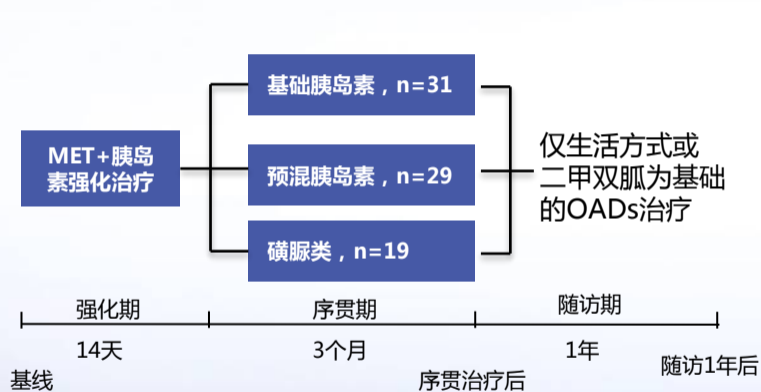 基础胰岛素，n=31
MET+胰岛
素强化治疗
预混胰岛素，n=29
磺脲类，n=19
仅生活方式或
二甲双胍为基础
的OADs治疗
强化期
序贯期
随访期
14天
3个月
1年
基线
序贯治疗后
随访1年后